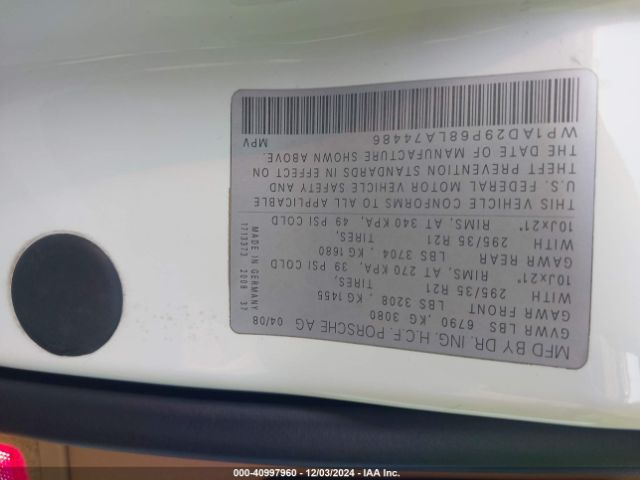 MFD BY DR. ING. H.C.F. PORSCHE AG 04/08
GVWR LBS 6790 .KG 3080
GAWR FRONT LBS 3208 .KG 1455
WITH 295/35 R21 TIRES,
10Jx21" RIMS, AT 270 KPA, 39 PSI COLD
GAWR REAR LBS 3704 .KG 1680
WITH 295/35 R21 TIRES,
10Jx21" RIMS, AT 340 KPA, 49 PSI COLD
THIS VEHICLE CONFORMS TO ALL APPLICABLE
U.S. FEDERAL MOTOR VEHICLE SAFETY AND
THEFT PREVENTION STANDARDS IN EFFECT ON
THE DATE OF MANUFACTURE SHOWN ABOVE.
WP1AD29P68LA74486 MPV
MADE IN GERMANY
1713373 2008 37
000-40997960 - 12/03/2024 - IAA Inc.